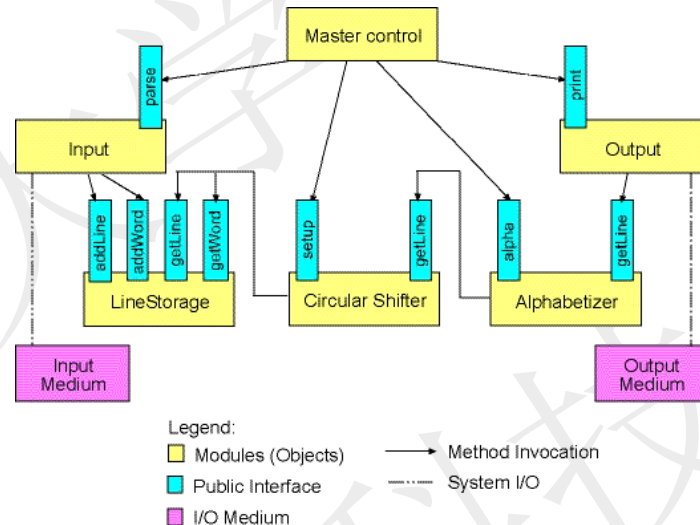 Master control
parse
print
Input
Output
addLine
addWord
getLine
getWord
setup
getLine
alpha
getLine
LineStorage
Circular Shifter
Alphabetizer
Input
Medium
Output
Medium
Legend:
Modules (Objects)
Method Invocation
Public Interface
System I/O
I/O Medium